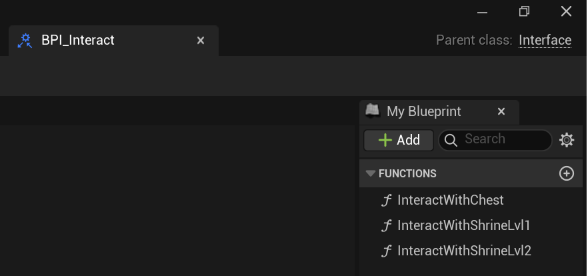 BPI_Interact
Parent class: Interface
My Blueprint
Add
Search
FUNCTIONS
InteractWithChest
InteractWithShrineLvl1
InteractWithShrineLvl2